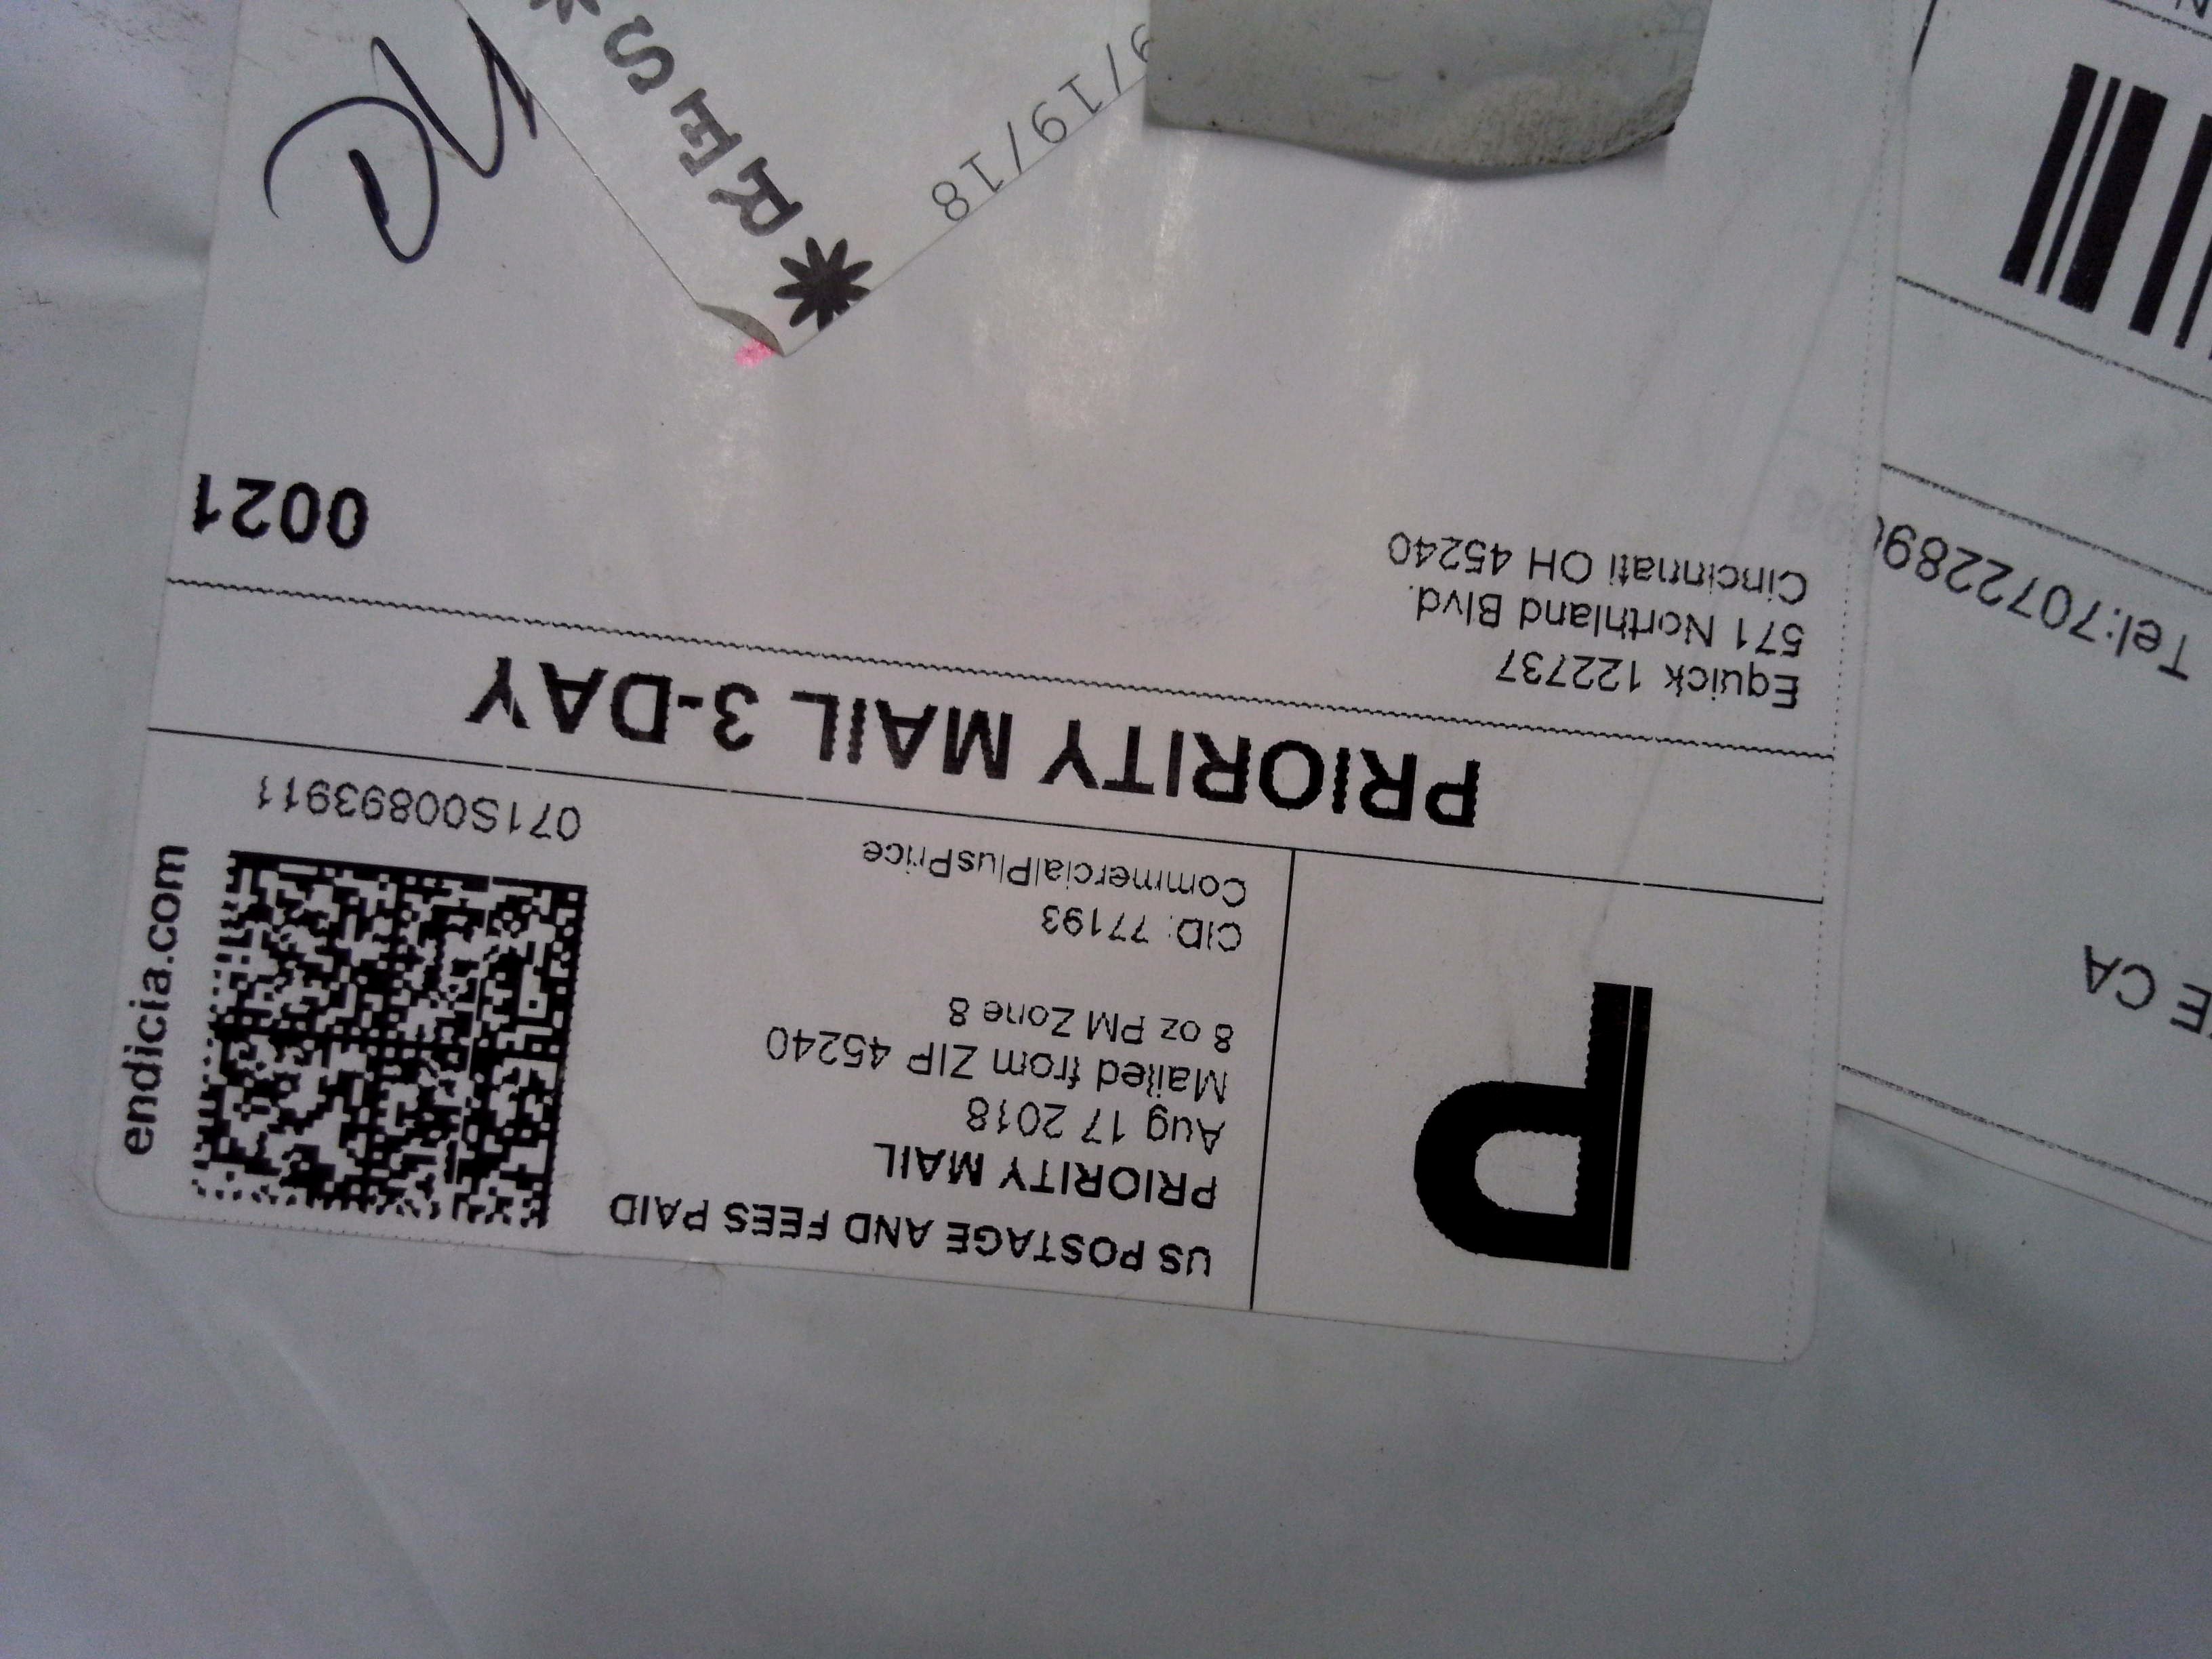 P
US POSTAGE AND FEES PAID
PRIORITY MAIL
Aug 17 2018
Mailed from ZIP 45240
8 oz PM Zone 8
CID: 77193
CommercialPlusPrice
endicia.com
071S00893911
PRIORITY MAIL 3-DAY
Equick 122737
571 Northland Blvd.
Cincinnati OH 45240
0021
*RES*
/19/18
E CA
Tel:7072289